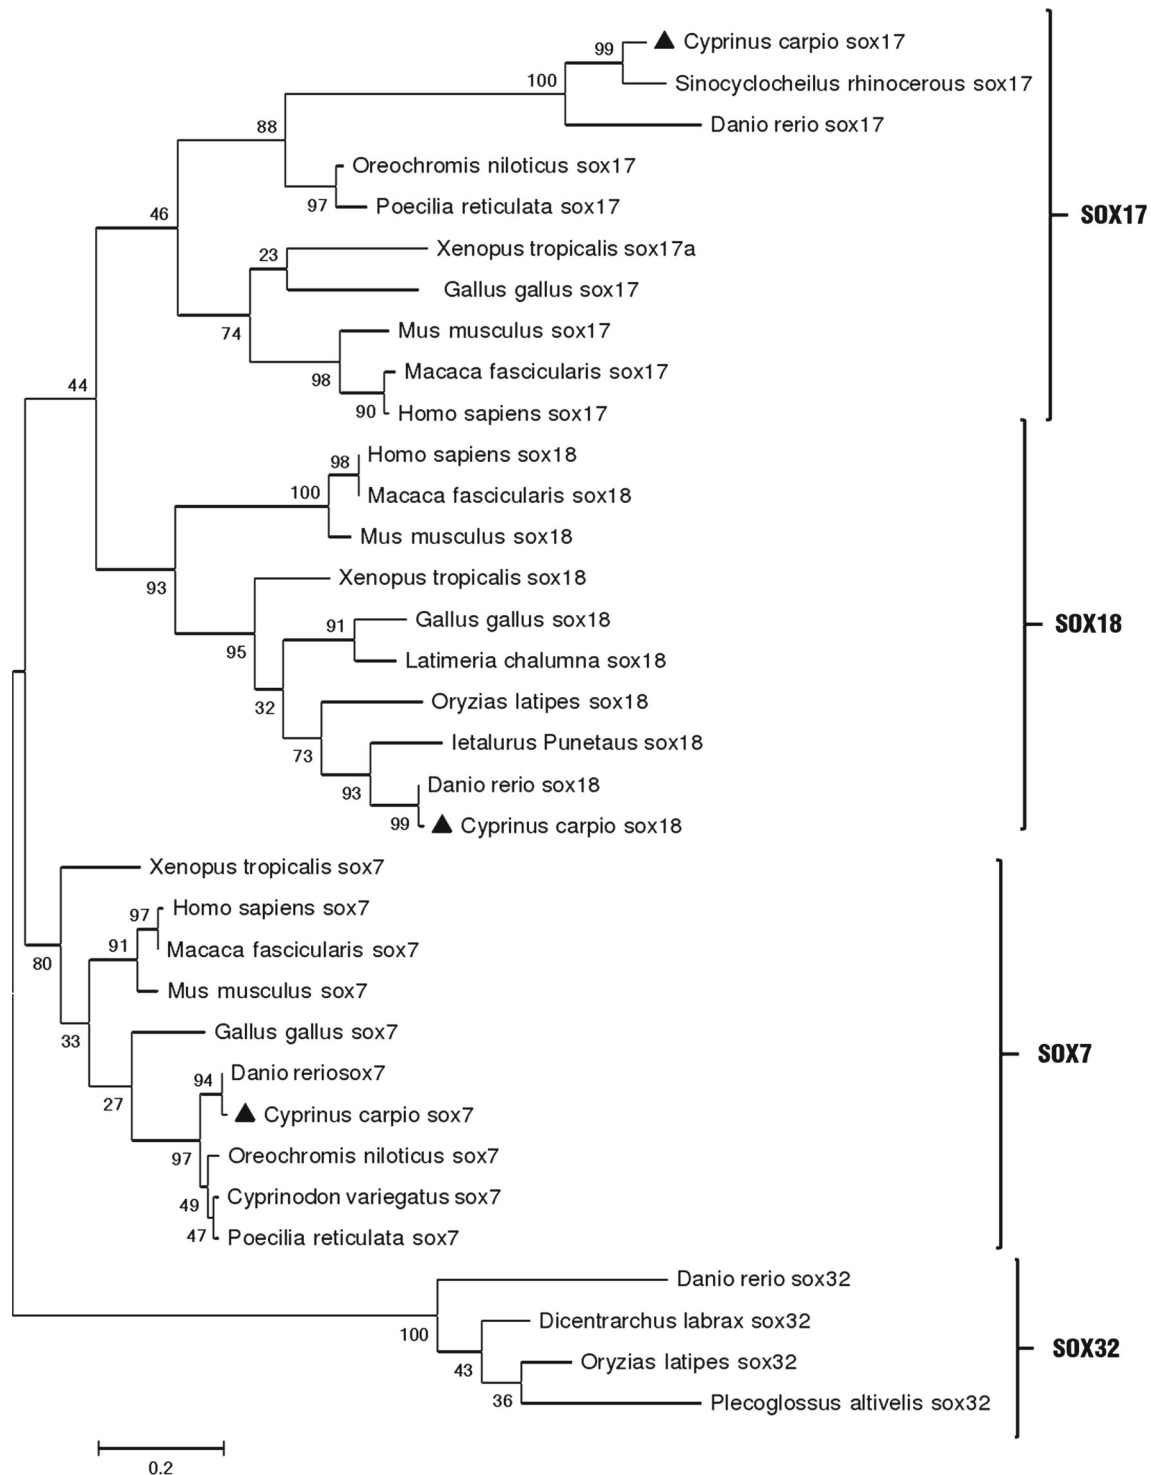 99
Cyprinus carpio sox17
Sinocyclocheilus rhinocerous sox17
100
Danio rerio sox17
88
Oreochromis niloticus sox17
97
Poecilia reticulata sox17
46
SOX17
Xenopus tropicalis sox17a
23
Gallus gallus sox17
74
Mus musculus sox17
98
Macaca fascicularis sox17
90
Homo sapiens sox17
44
Homo sapiens sox18
98
Macaca fascicularis sox18
100
Mus musculus sox18
93
Xenopus tropicalis sox18
Gallus gallus sox18
91
SOX18
95
Latimeria chalumna sox18
32
Oryzias latipes sox18
73
Ietalurus Punetaus sox18
93
Danio rerio sox18
99
Cyprinus carpio sox18
Xenopus tropicalis sox7
97
Homo sapiens sox7
91
Macaca fascicularis sox7
80
Mus musculus sox7
33
Gallus gallus sox7
SOX7
94
Danio reriosox7
27
Cyprinus carpio sox7
97
Oreochromis niloticus sox7
49
Cyprinodon variegatus sox7
47
Poecilia reticulata sox7
Danio rerio sox32
100
Dicentrarchus labrax sox32
SOX32
43
Oryzias latipes sox32
36
Plecoglossus altivelis sox32
0.2